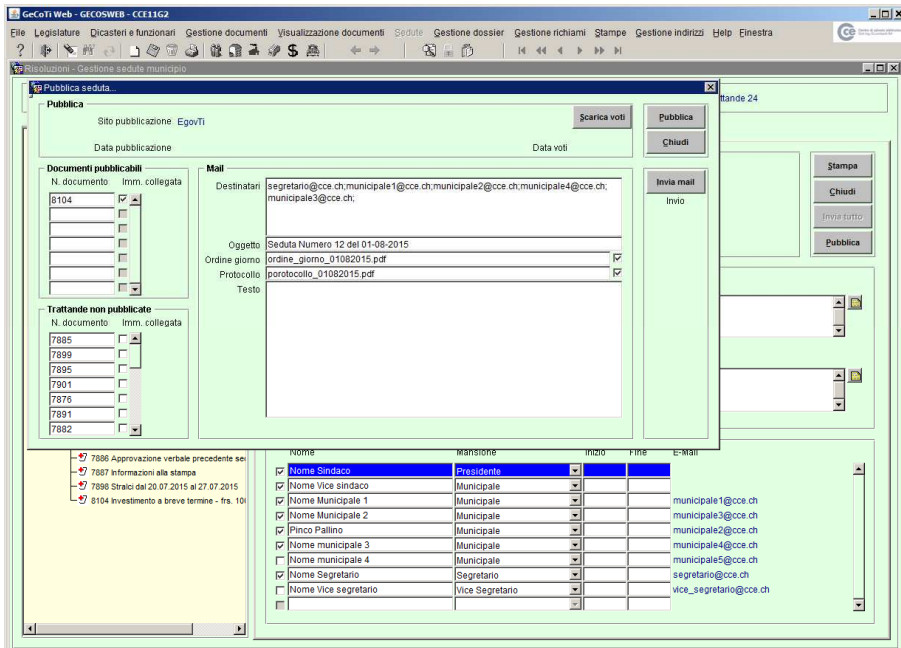 GeCoTi Web - GECOSWEB - CCE11G2
File Legislature Dicasteri e funzionari Gestione documenti Visualizzazione documenti Sedute Gestione dossier Gestione richiami Stampe Gestione indirizzi Help Finestra
Risoluzioni - Gestione sedute municipio
Pubblica seduta...
ttande 24
Pubblica
Sito pubblicazione EgovTi
Scarica voti
Pubblica
Data pubblicazione
Data voti
Chiudi
Documenti pubblicabili
N. documento Imm. collegata
8104
Mail
Destinatari segretario@cce.ch;municipale1@cce.ch;municipale2@cce.ch;municipale4@cce.ch;
municipale3@cce.ch;
Invia mail
Invio
Oggetto Seduta Numero 12 del 01-08-2015
Ordine giorno ordine_giorno_01082015.pdf
Protocollo porotocollo_01082015.pdf
Testo
Stampa
Chiudi
Invia tutto
Pubblica
Trattande non pubblicate
N. documento Imm. collegata
7885
7899
7895
7901
7876
7891
7882
7886 Approvazione verbale precedente se
7887 Informazioni alla stampa
7898 Stralci dal 20.07.2015 al 27.07.2015
8104 Investimento a breve termine - frs. 10
Nome Mansione Inizio Fine E-Mail
Nome Sindaco Presidente
Nome Vice sindaco Municipale
Nome Municipale 1 Municipale municipale1@cce.ch
Nome Municipale 2 Municipale municipale3@cce.ch
Pinco Pallino Municipale municipale2@cce.ch
Nome municipale 3 Municipale municipale4@cce.ch
Nome municipale 4 Municipale municipale5@cce.ch
Nome Segretario Segretario segretario@cce.ch
Nome Vice segretario Vice Segretario vice_segretario@cce.ch